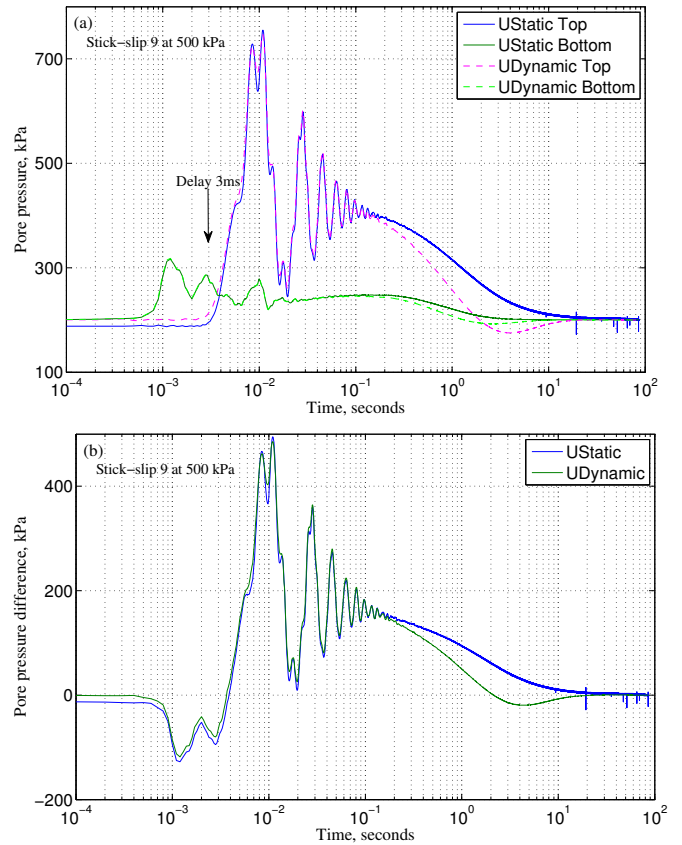 (a)
Stick−slip 9 at 500 kPa
UStatic Top
UStatic Bottom
UDynamic Top
UDynamic Bottom
Delay 3ms
Pore pressure, kPa
700
500
300
100
10⁻⁴ 10⁻³ 10⁻² 10⁻¹ 10⁰ 10¹ 10²
Time, seconds
(b)
Stick−slip 9 at 500 kPa
UStatic
UDynamic
Pore pressure difference, kPa
400
200
0
−200
10⁻⁴ 10⁻³ 10⁻² 10⁻¹ 10⁰ 10¹ 10²
Time, seconds